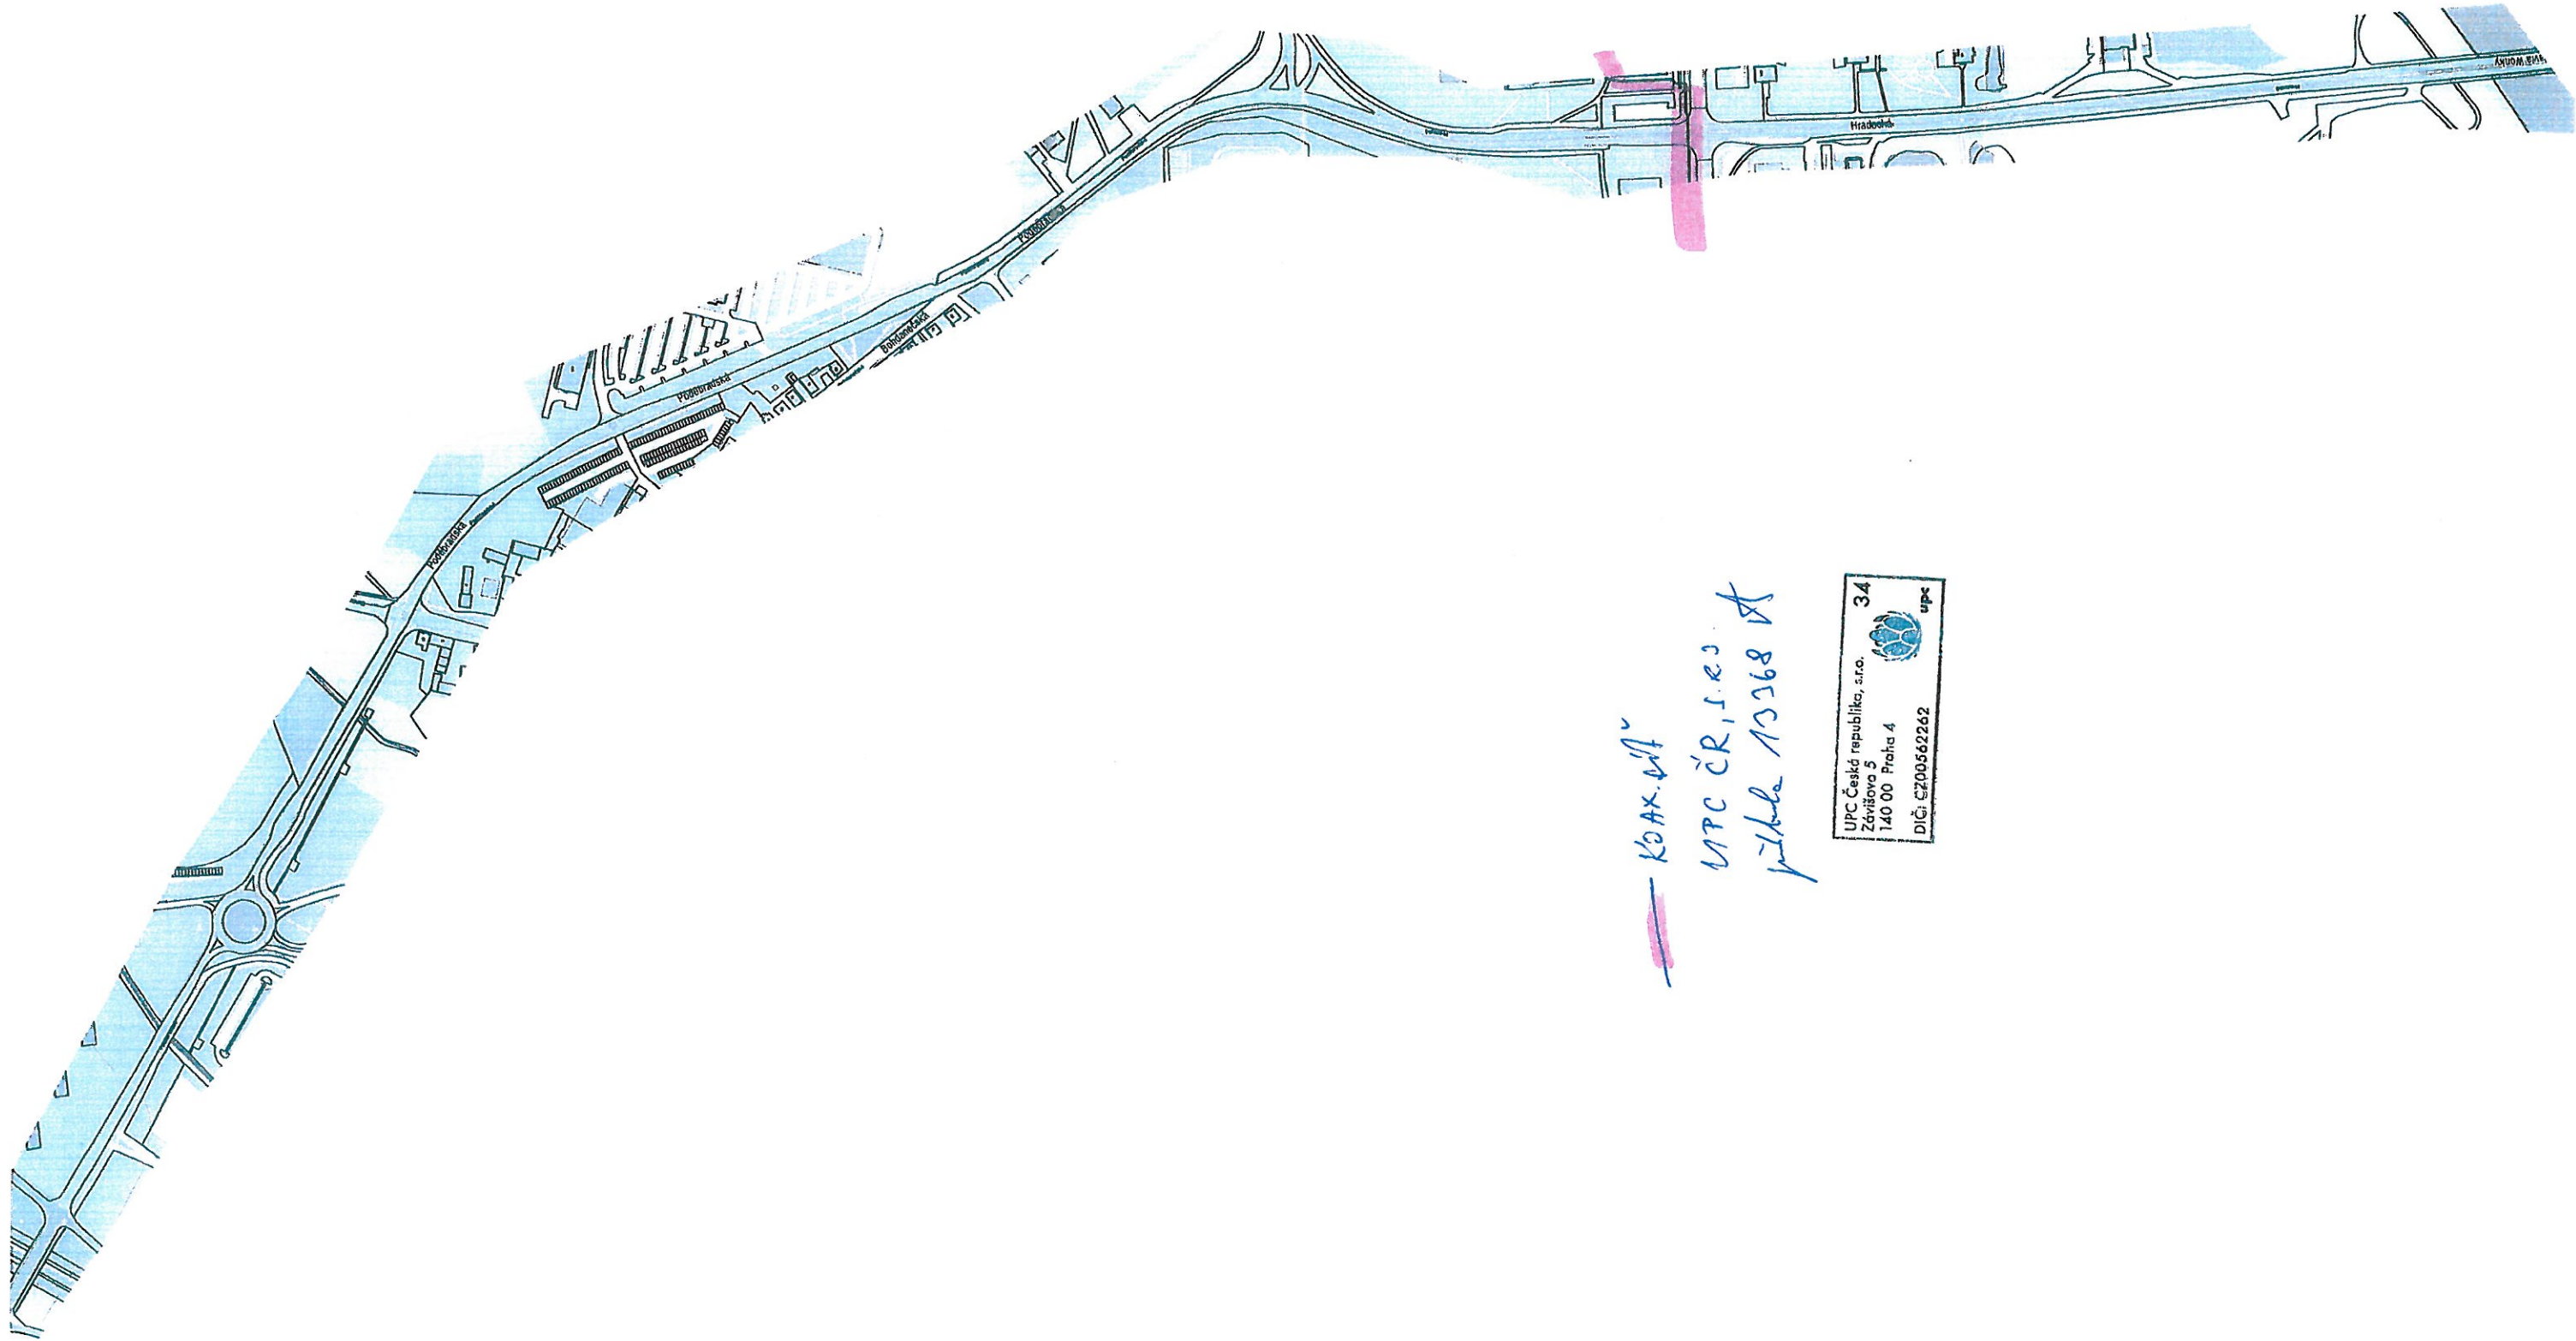 Poděbradská
Poděbradská
Bohdanečská
Poděbradská
Hradecká
KOAX. síť
UPC ČR, s.r.o.
13368
UPC Česká republika, s.r.o.
34
Závišova 5
140 00 Praha 4
upc
DIČ: CZ00562262